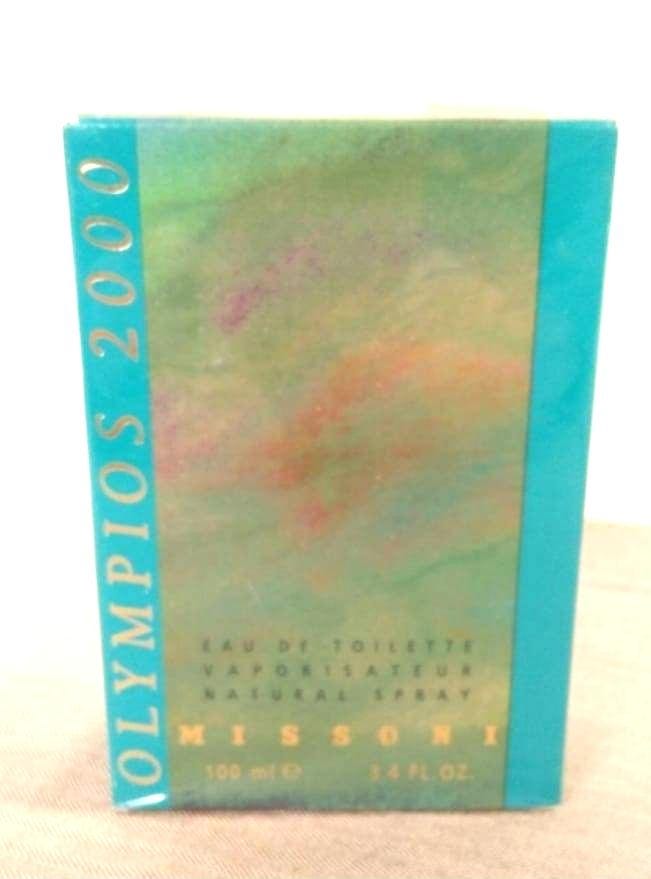 OLYMPIOS 2000
EAU DE TOILETTE
VAPORISATEUR
NATURAL SPRAY
MISSONI
100 ml ℮ 3.4 FL. OZ.